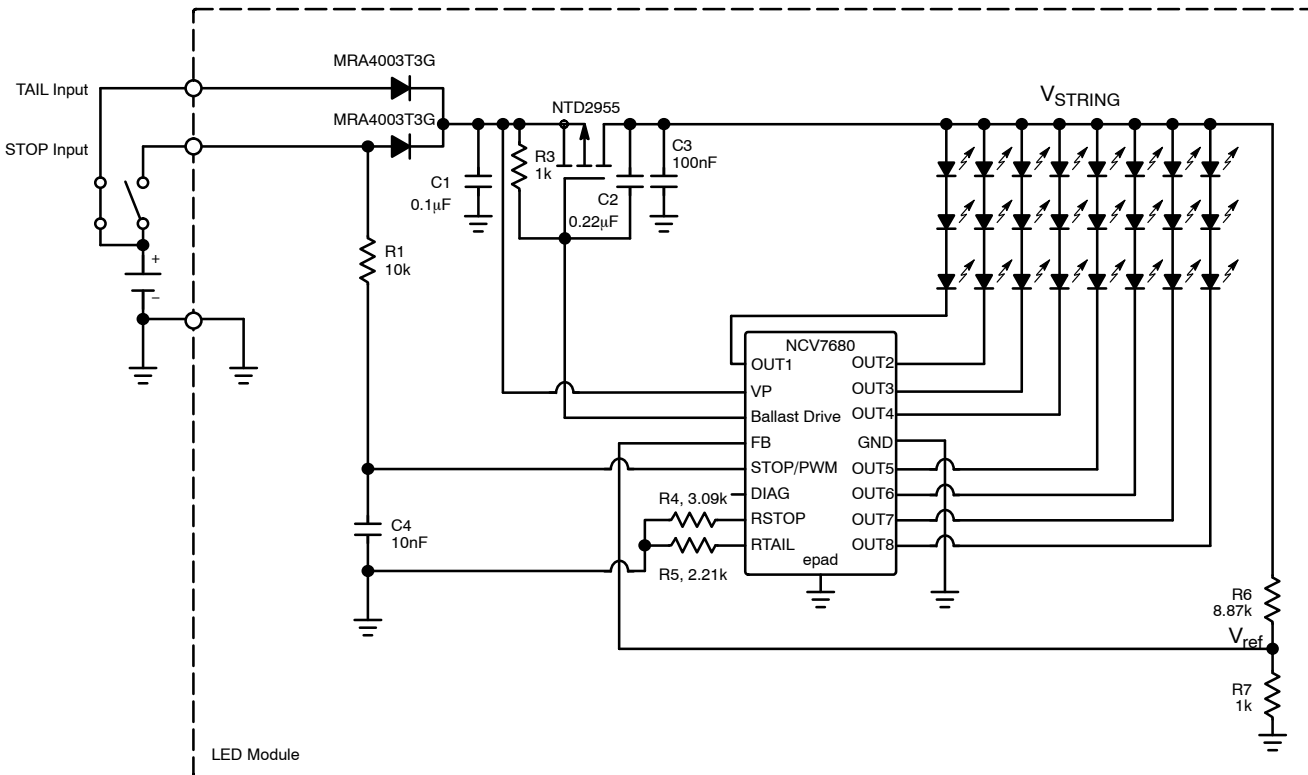 MRA4003T3G
TAIL Input
MRA4003T3G
STOP Input
NTD2955
V_STRING
R3
1k
C3
100nF
C1
0.1μF
C2
0.22μF
R1
10k
+
–
NCV7680
OUT1
VP
Ballast Drive
FB
STOP/PWM
DIAG
RSTOP
RTAIL
OUT2
OUT3
OUT4
GND
OUT5
OUT6
OUT7
OUT8
epad
R4, 3.09k
R5, 2.21k
C4
10nF
R6
8.87k
V_ref
R7
1k
LED Module